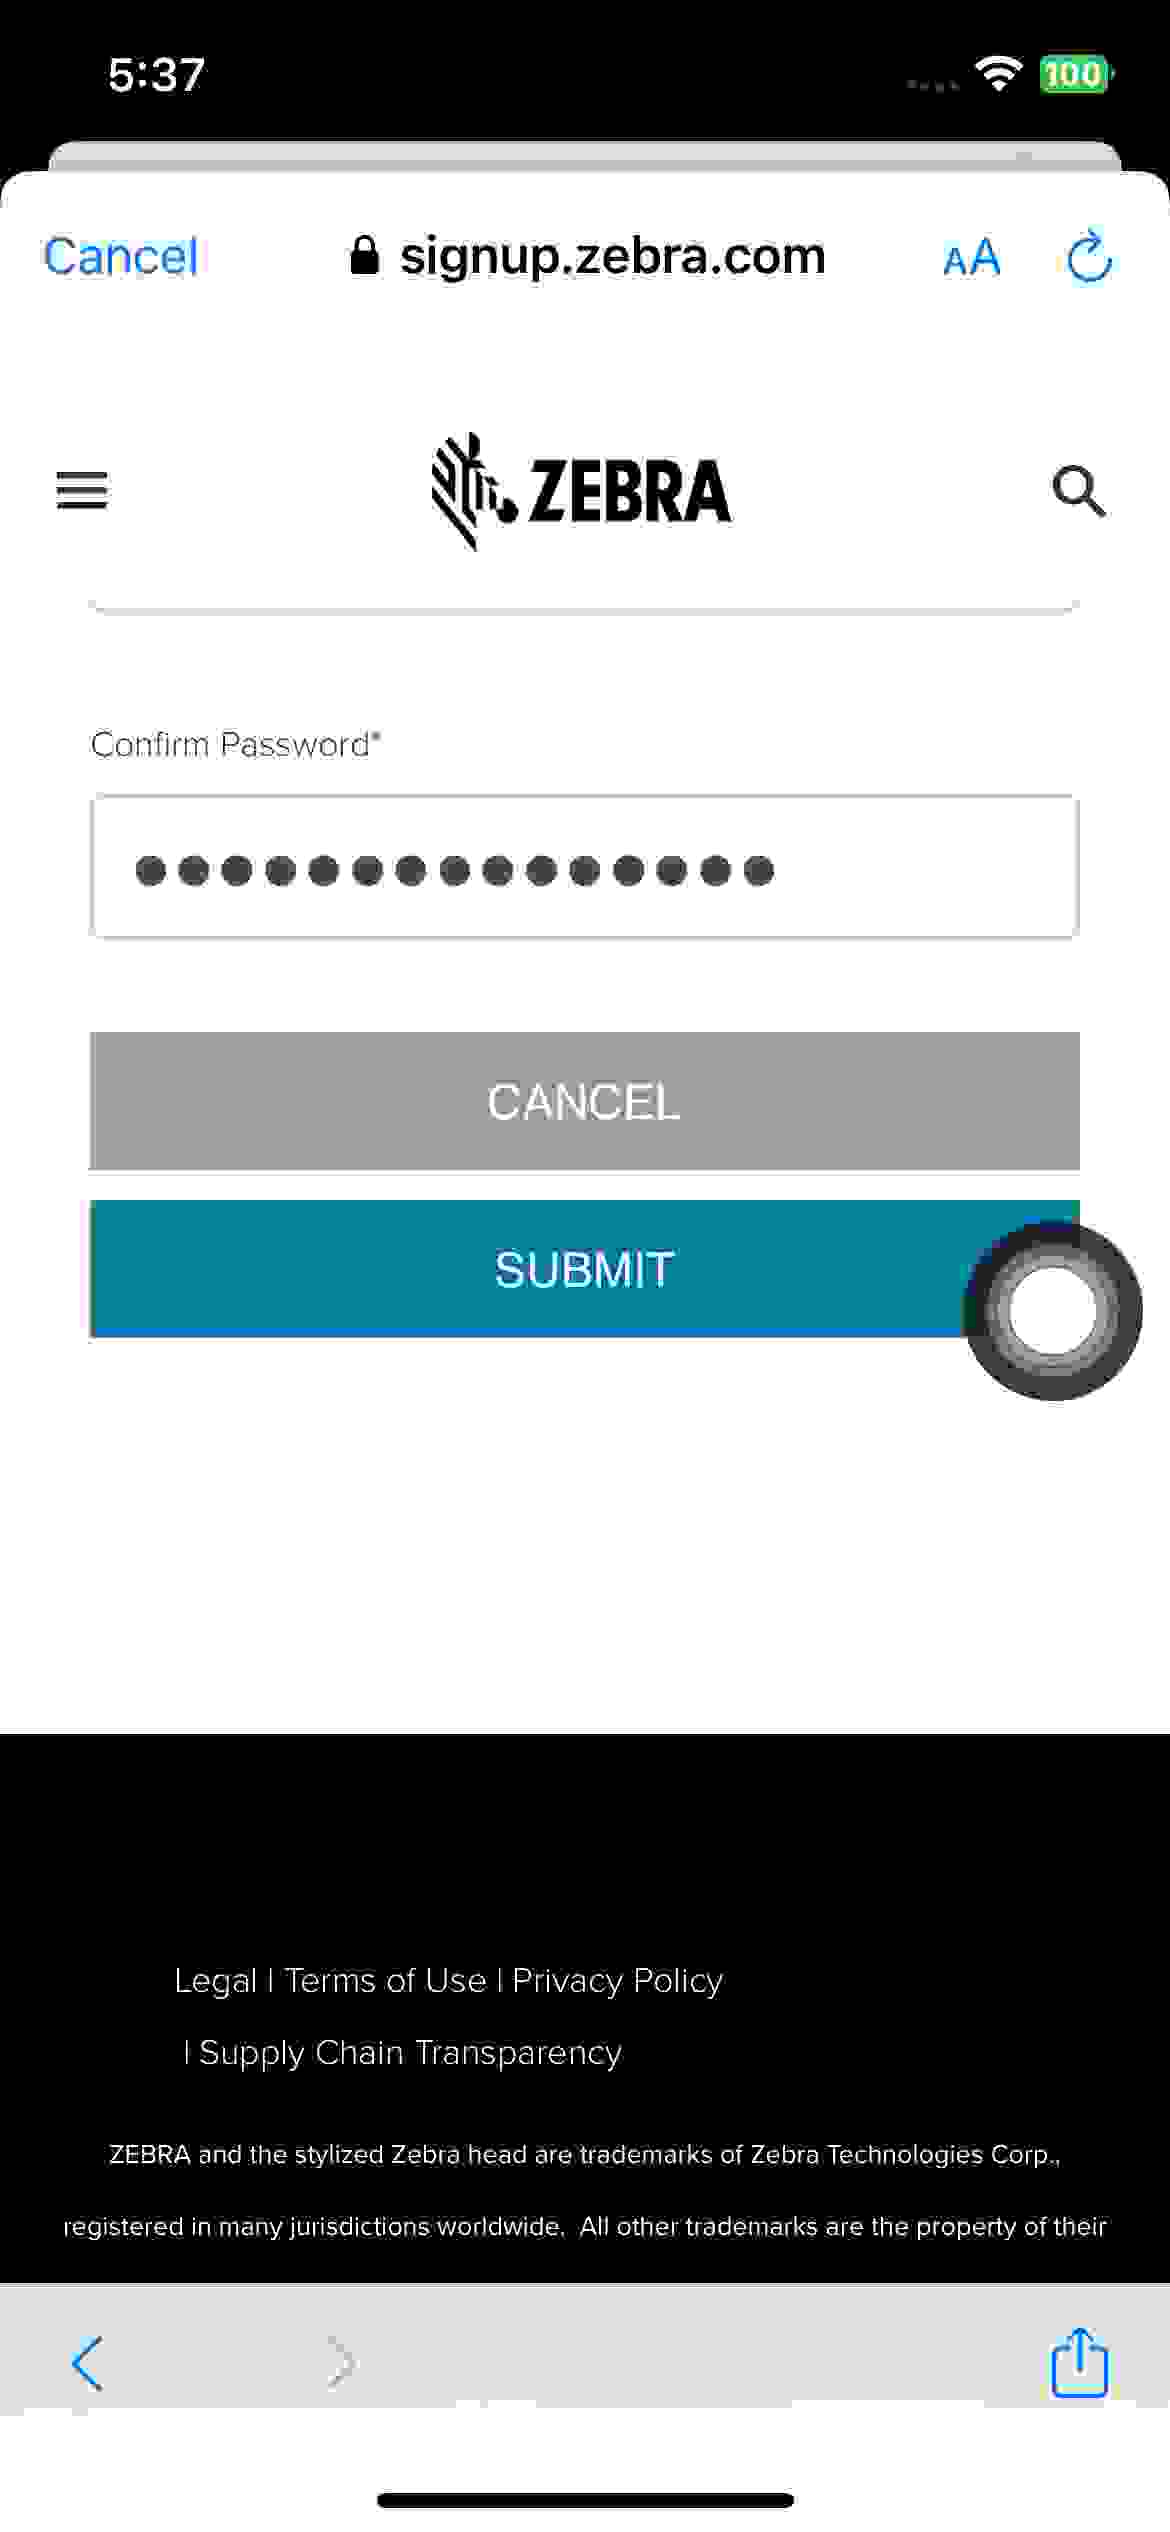 5:37
100
Cancel
signup.zebra.com
AA
ZEBRA
Confirm Password*
CANCEL
SUBMIT
Legal | Terms of Use | Privacy Policy
| Supply Chain Transparency
ZEBRA and the stylized Zebra head are trademarks of Zebra Technologies Corp.,
registered in many jurisdictions worldwide. All other trademarks are the property of their